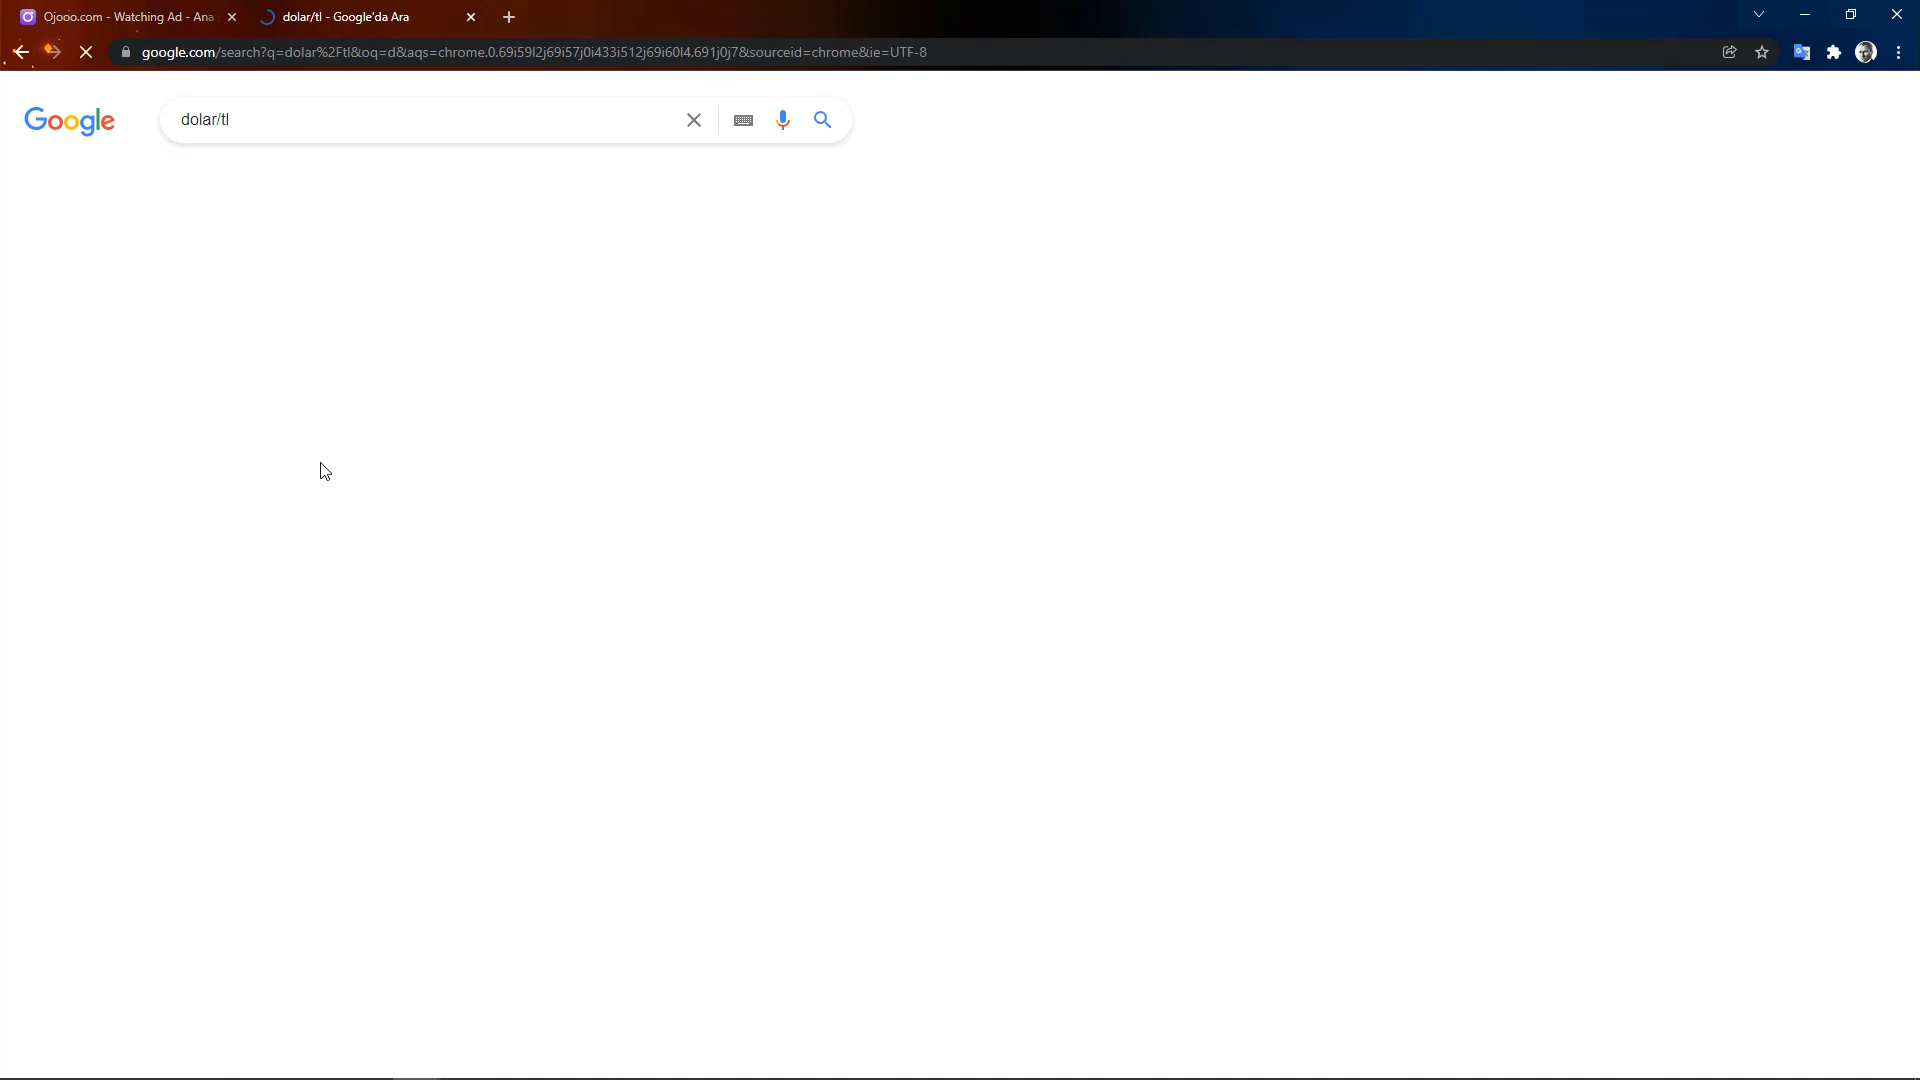 Ojooo.com - Watching Ad - Ana
dolar/tl - Google'da Ara
google.com/search?q=dolar%2Ftl&oq=d&aqs=chrome.0.69i59l2j69i57j0i433i512j69i60l4.691j0j7&sourceid=chrome&ie=UTF-8
Google
dolar/tl